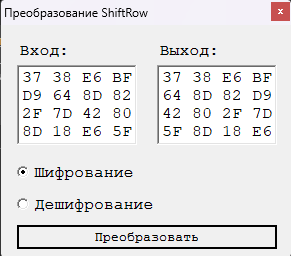 Преобразование ShiftRow
x
Вход: Выход:
37 38 E6 BF 37 38 E6 BF
D9 64 8D 82 64 8D 82 D9
2F 7D 42 80 42 80 2F 7D
8D 18 E6 5F 5F 8D 18 E6
Шифрование
Дешифрование
Преобразовать